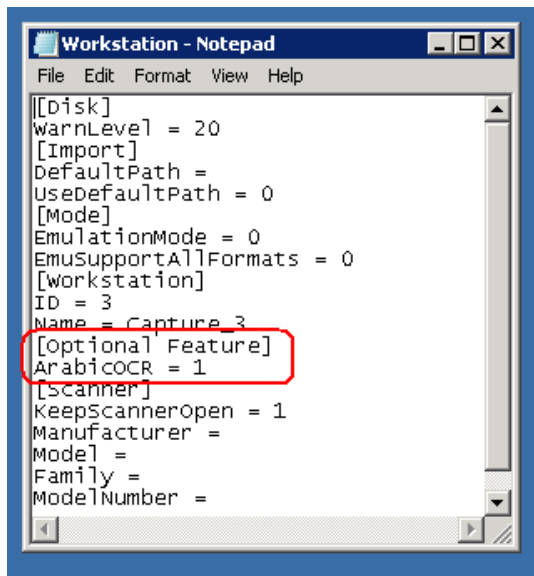 Workstation - Notepad
File Edit Format View Help
[Disk]
WarnLevel = 20
[Import]
DefaultPath =
UseDefaultPath = 0
[Mode]
EmulationMode = 0
EmuSupportAllFormats = 0
[Workstation]
ID = 3
Name = Capture_3
[Optional Feature]
ArabicOCR = 1
[Scanner]
KeepScannerOpen = 1
Manufacturer =
Model =
Family =
ModelNumber =